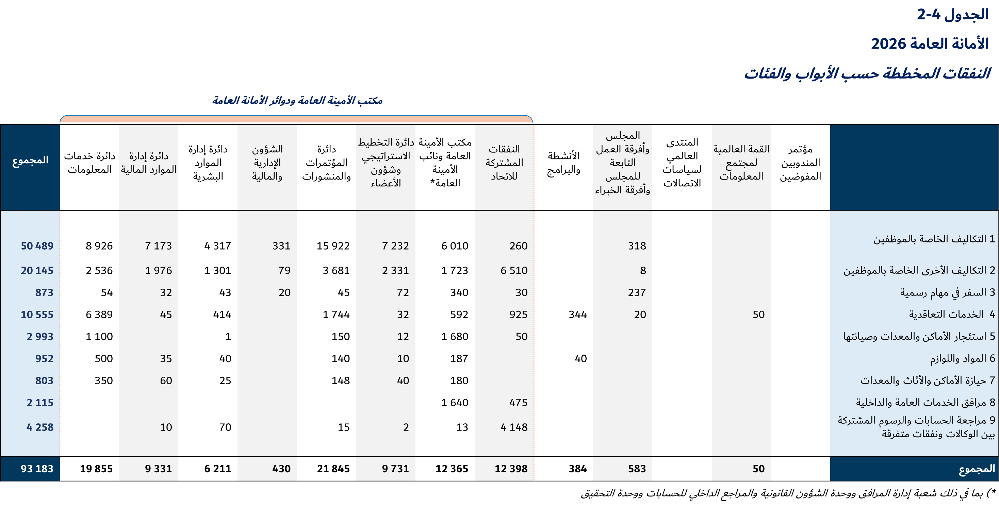 الجدول 4-2
الأمانة العامة 2026
النفقات المخططة حسب الأبواب والفئات
مكتب الأمينة العامة ودوائر الأمانة العامة
مؤتمر المندوبين المفوضين
القمة العالمية لمجتمع المعلومات
المنتدى العالمي لسياسات الاتصالات
المجلس وأفرقة العمل التابعة للمجلس وأفرقة الخبراء
الأنشطة والبرامج
النفقات المشتركة للاتحاد
مكتب الأمينة العامة ونائب الأمينة العامة*
دائرة التخطيط الاستراتيجي وشؤون الأعضاء
دائرة المؤتمرات والمنشورات
الشؤون الإدارية والمالية
دائرة إدارة الموارد البشرية
دائرة إدارة الموارد المالية
دائرة خدمات المعلومات
المجموع
1 التكاليف الخاصة بالموظفين 318 260 6 010 7 232 15 922 331 4 317 7 173 8 926 50 489
2 التكاليف الأخرى الخاصة بالموظفين 8 6 510 1 723 2 331 3 681 79 1 301 1 976 2 536 20 145
3 السفر في مهام رسمية 237 30 340 72 45 20 43 32 54 873
4 الخدمات التعاقدية 50 20 344 925 592 32 1 744 414 45 6 389 10 555
5 استئجار الأماكن والمعدات وصيانتها 50 1 680 12 150 1 1 100 2 993
6 المواد واللوازم 40 187 10 140 40 35 500 952
7 حيازة الأماكن والأثاث والمعدات 180 40 148 25 60 350 803
8 مرافق الخدمات العامة والداخلية 475 1 640 2 115
9 مراجعة الحسابات والرسوم المشتركة
بين الوكالات ونفقات متفرقة 4 148 13 2 15 70 10 4 258
المجموع 50 583 384 12 398 12 365 9 731 21 845 430 6 211 9 331 19 855 93 183
*) بما في ذلك شعبة إدارة المرافق ووحدة الشؤون القانونية والمراجع الداخلي للحسابات ووحدة التحقيق